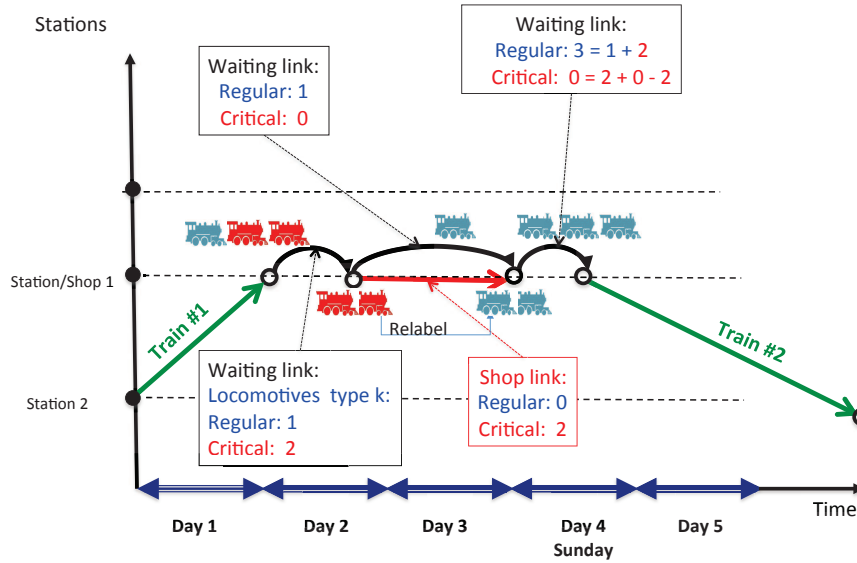 Stations
Waiting link:
Regular: 3 = 1 + 2
Critical: 0 = 2 + 0 - 2
Waiting link:
Regular: 1
Critical: 0
Station/Shop 1
Train #1
Relabel
Train #2
Waiting link:
Locomotives type k:
Regular: 1
Critical: 2
Shop link:
Regular: 0
Critical: 2
Station 2
Time
Day 1
Day 2
Day 3
Day 4
Sunday
Day 5